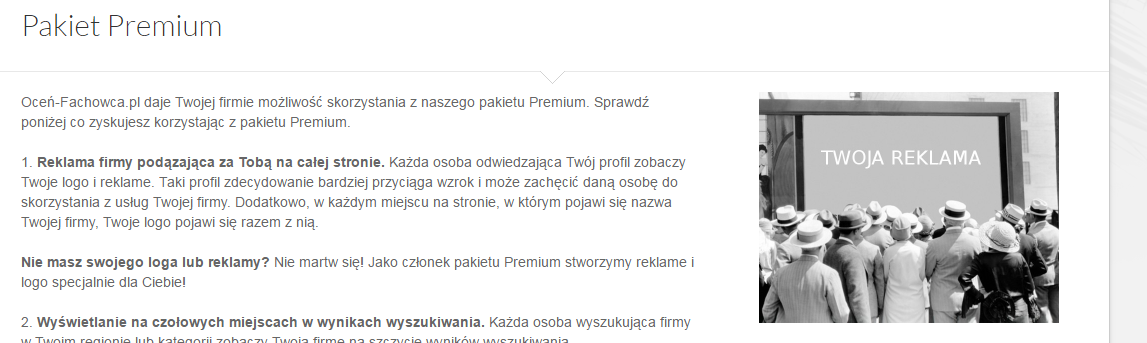 Pakiet Premium
Oceń-Fachowca.pl daje Twojej firmie możliwość skorzystania z naszego pakietu Premium. Sprawdź
poniżej co zyskujesz korzystając z pakietu Premium.
1. Reklama firmy podązająca za Tobą na całej stronie. Każda osoba odwiedzająca Twój profil zobaczy
Twoje logo i reklame. Taki profil zdecydowanie bardziej przyciąga wzrok i może zachęcić daną osobę do
skorzystania z usług Twojej firmy. Dodatkowo, w każdym miejscu na stronie, w którym pojawi się nazwa
Twojej firmy, Twoje logo pojawi się razem z nią.
Nie masz swojego loga lub reklamy? Nie martw się! Jako członek pakietu Premium stworzymy reklame i
logo specjalnie dla Ciebie!
2. Wyświetlanie na czołowych miejscach w wynikach wyszukiwania. Każda osoba wyszukująca firmy
w Twoim regionie lub kategorii zobaczy Twoją firmę na szczycie wyników wyszukiwania
TWOJA REKLAMA